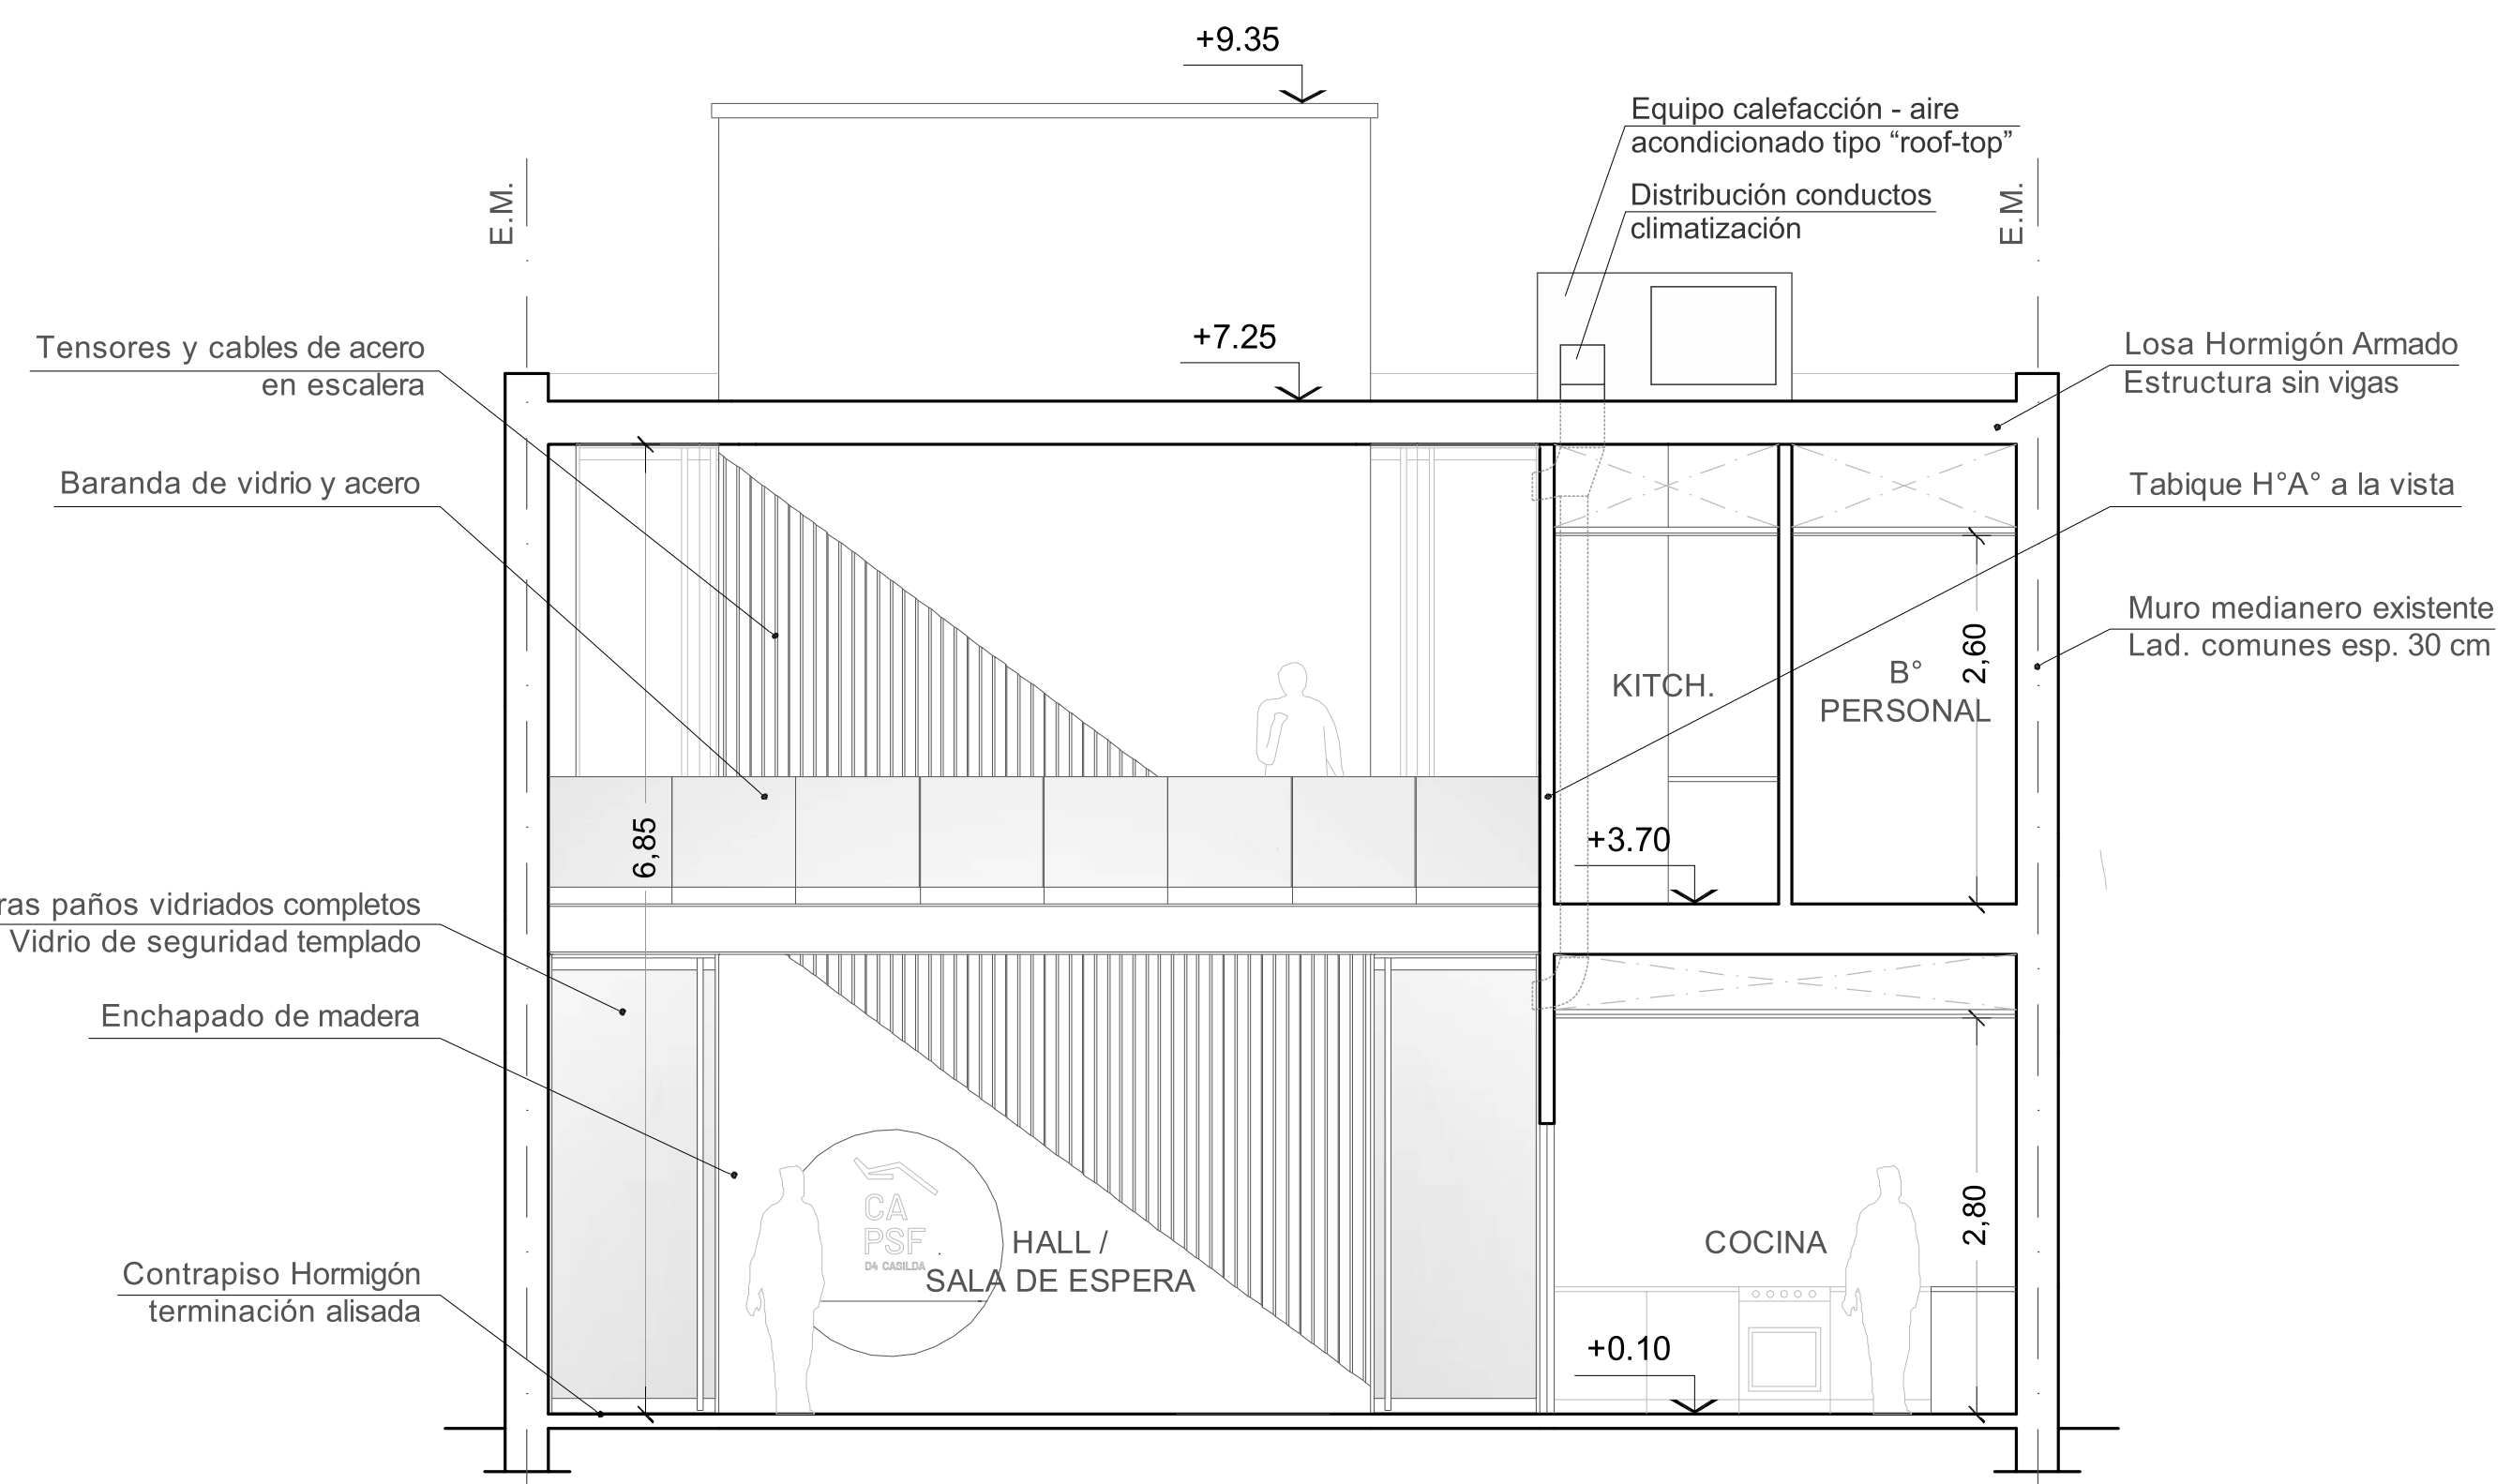 +9.35
Equipo calefacción - aire
acondicionado tipo “roof-top”
Distribución conductos
climatización
E.M.
E.M.
+7.25
Tensores y cables de acero
en escalera
Losa Hormigón Armado
Estructura sin vigas
Baranda de vidrio y acero
Tabique H°A° a la vista
Muro medianero existente
Lad. comunes esp. 30 cm
2,60
KITCH.
B°
PERSONAL
6,85
+3.70
paños vidriados completos
Vidrio de seguridad templado
Enchapado de madera
CA
PSF
D4 CASILDA
HALL /
SALA DE ESPERA
COCINA
2,80
Contrapiso Hormigón
terminación alisada
+0.10